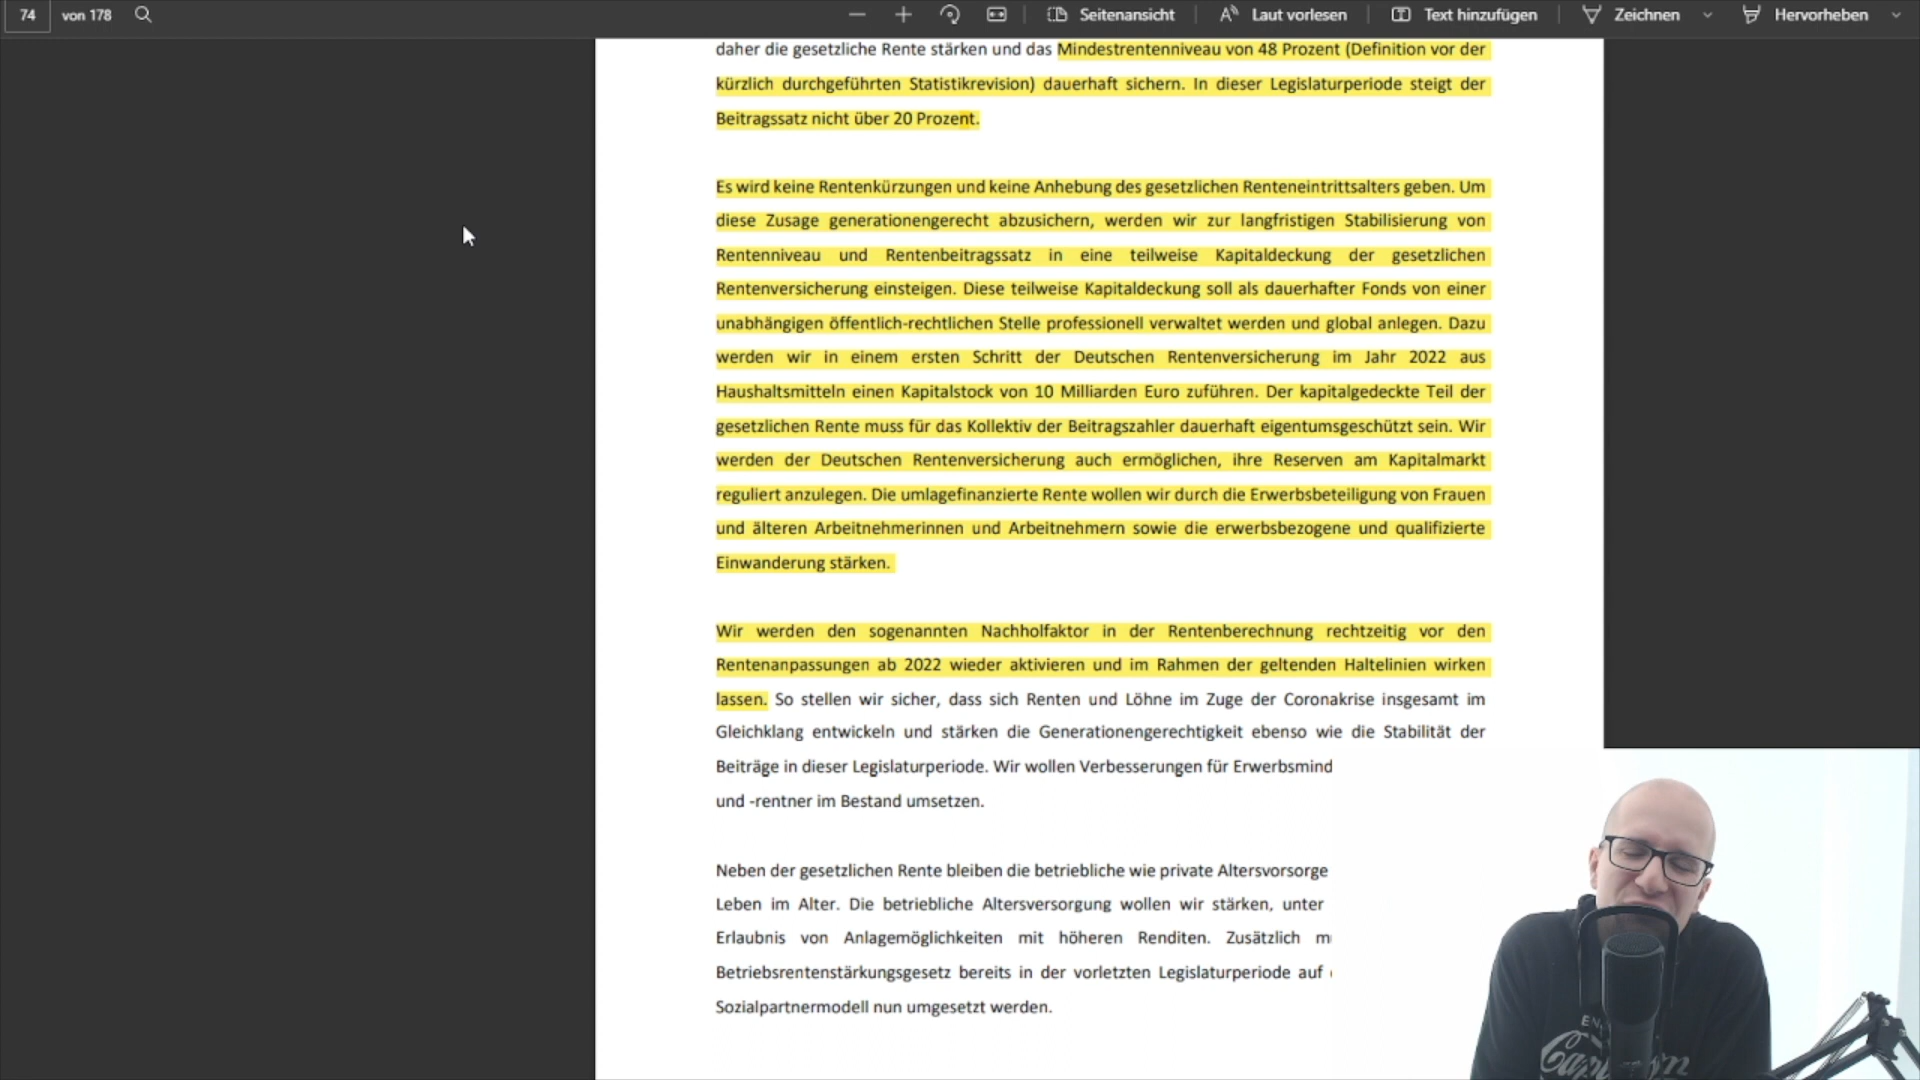 74 von 178 Seitenansicht Laut vorlesen Text hinzufügen Zeichnen Hervorheben
daher die gesetzliche Rente stärken und das Mindestrentenniveau von 48 Prozent (Definition vor der
kürzlich durchgeführten Statistikrevision) dauerhaft sichern. In dieser Legislaturperiode steigt der
Beitragssatz nicht über 20 Prozent.
Es wird keine Rentenkürzungen und keine Anhebung des gesetzlichen Renteneintrittsalters geben. Um
diese Zusage generationengerecht abzusichern, werden wir zur langfristigen Stabilisierung von
Rentenniveau und Rentenbeitragssatz in eine teilweise Kapitaldeckung der gesetzlichen
Rentenversicherung einsteigen. Diese teilweise Kapitaldeckung soll als dauerhafter Fonds von einer
unabhängigen öffentlich-rechtlichen Stelle professionell verwaltet werden und global anlegen. Dazu
werden wir in einem ersten Schritt der Deutschen Rentenversicherung im Jahr 2022 aus
Haushaltsmitteln einen Kapitalstock von 10 Milliarden Euro zuführen. Der kapitalgedeckte Teil der
gesetzlichen Rente muss für das Kollektiv der Beitragszahler dauerhaft eigentumsgeschützt sein. Wir
werden der Deutschen Rentenversicherung auch ermöglichen, ihre Reserven am Kapitalmarkt
reguliert anzulegen. Die umlagefinanzierte Rente wollen wir durch die Erwerbsbeteiligung von Frauen
und älteren Arbeitnehmerinnen und Arbeitnehmern sowie die erwerbsbezogene und qualifizierte
Einwanderung stärken.
Wir werden den sogenannten Nachholfaktor in der Rentenberechnung rechtzeitig vor den
Rentenanpassungen ab 2022 wieder aktivieren und im Rahmen der geltenden Haltelinien wirken
lassen. So stellen wir sicher, dass sich Renten und Löhne im Zuge der Coronakrise insgesamt im
Gleichklang entwickeln und stärken die Generationengerechtigkeit ebenso wie die Stabilität der
Beiträge in dieser Legislaturperiode. Wir wollen Verbesserungen für Erwerbsmind
und -rentner im Bestand umsetzen.
Neben der gesetzlichen Rente bleiben die betriebliche wie private Altersvorsorge
Leben im Alter. Die betriebliche Altersversorgung wollen wir stärken, unter
Erlaubnis von Anlagemöglichkeiten mit höheren Renditen. Zusätzlich m
Betriebsrentenstärkungsgesetz bereits in der vorletzten Legislaturperiode auf
Sozialpartnermodell nun umgesetzt werden.